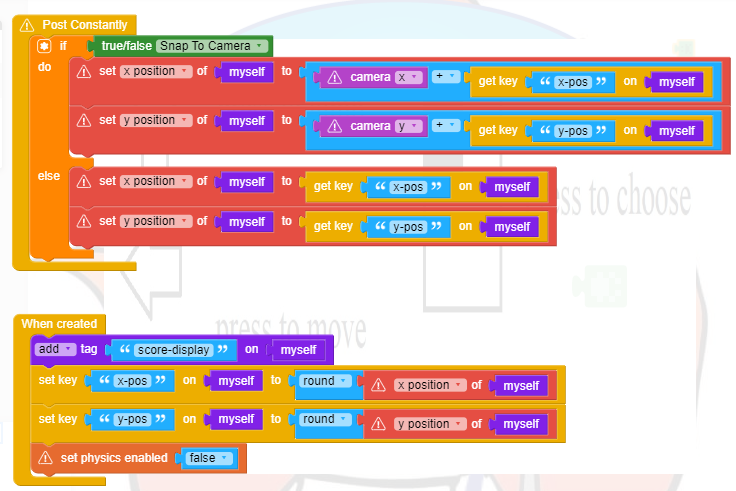 Post Constantly
if true/false Snap To Camera
do set x position of myself to camera x + get key “ x-pos ” on myself
set y position of myself to camera y + get key “ y-pos ” on myself
else set x position of myself to get key “ x-pos ” on myself
set y position of myself to get key “ y-pos ” on myself
ss to choose
press to move
When created
add tag “ score-display ” on myself
set key “ x-pos ” on myself to round x position of myself
set key “ y-pos ” on myself to round y position of myself
set physics enabled false